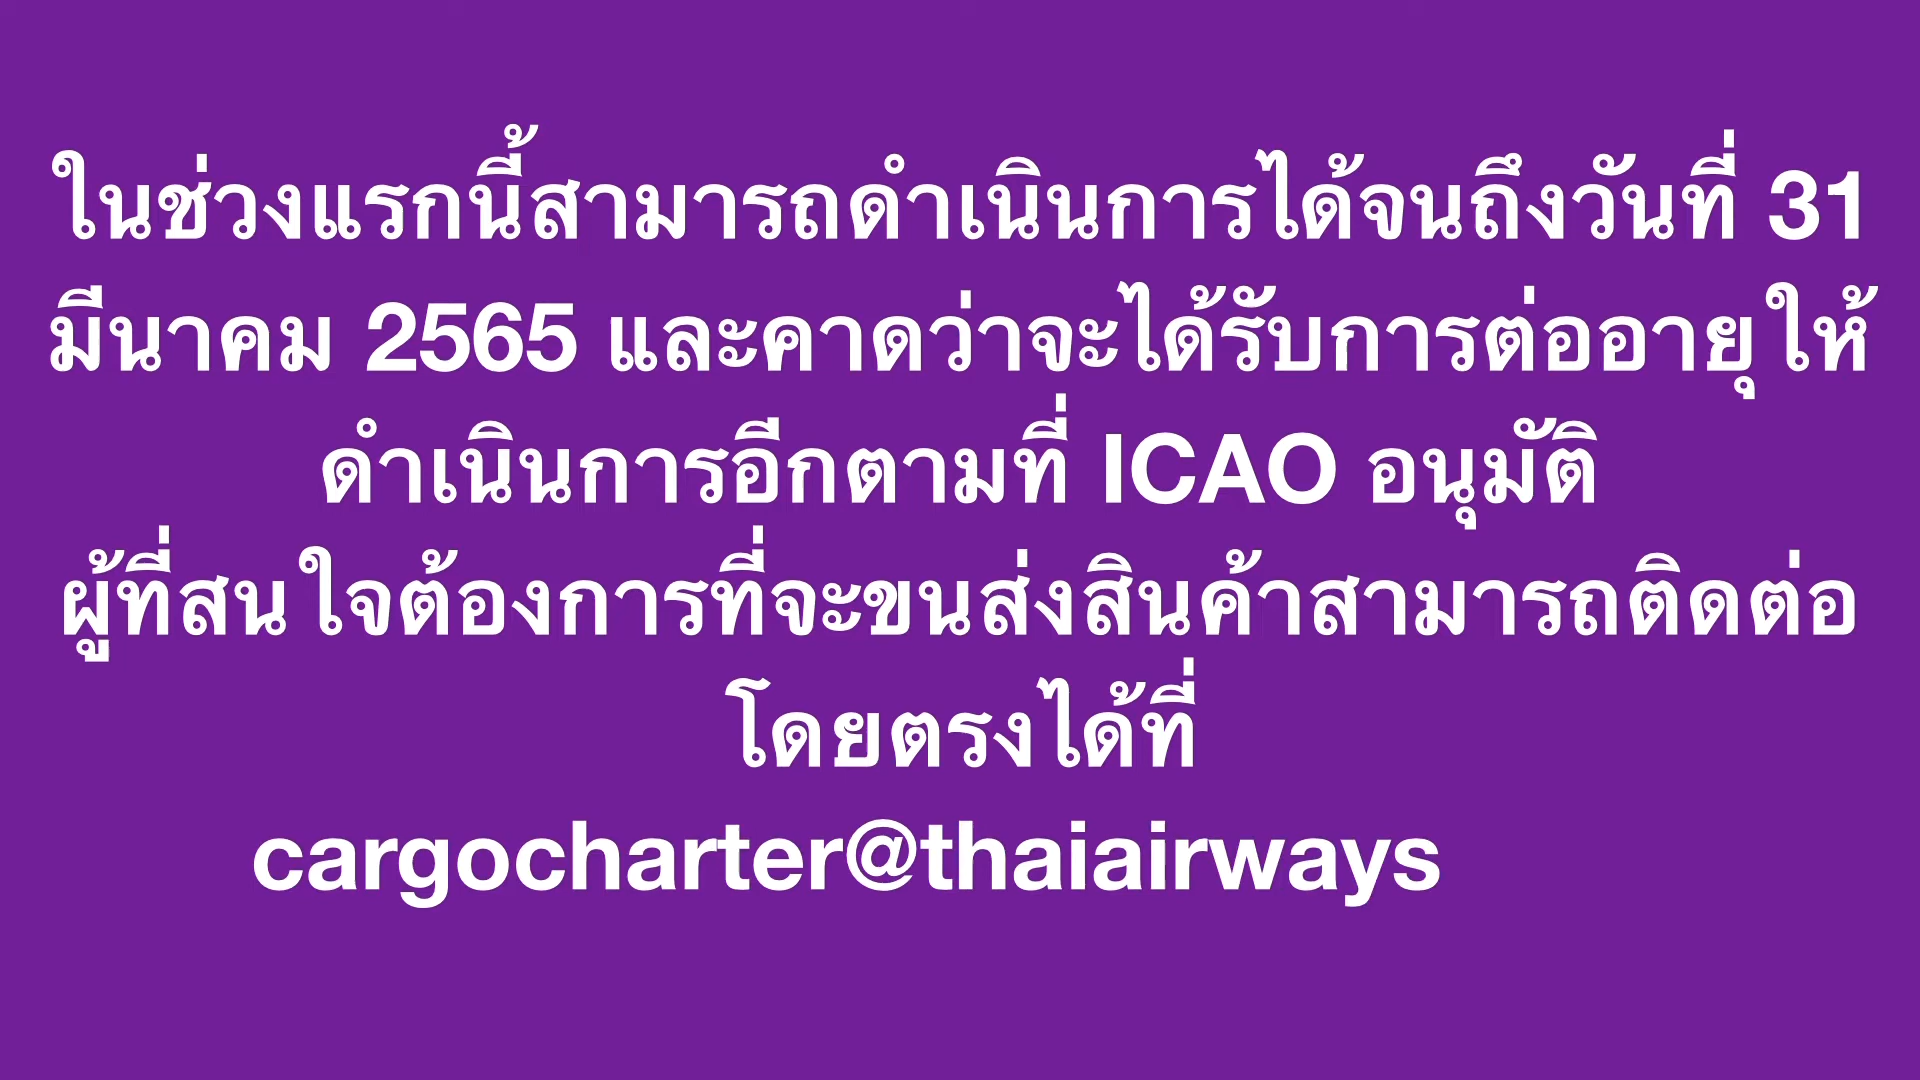 ในช่วงแรกนี้สามารถดำเนินการได้จนถึงวันที่ 31
มีนาคม 2565 และคาดว่าจะได้รับการต่ออายุให้
ดำเนินการอีกตามที่ ICAO อนุมัติ
ผู้ที่สนใจต้องการที่จะขนส่งสินค้าสามารถติดต่อ
โดยตรงได้ที่
cargocharter@thaiairways